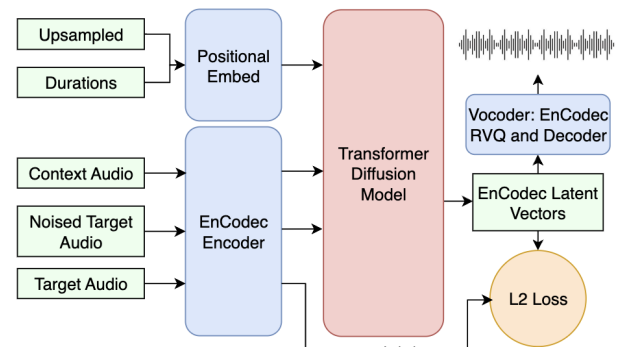 Upsampled
Durations
Positional
Embed
Context Audio
Noised Target
Audio
Target Audio
EnCodec
Encoder
Transformer
Diffusion
Model
Vocoder: EnCodec
RVQ and Decoder
EnCodec Latent
Vectors
L2 Loss